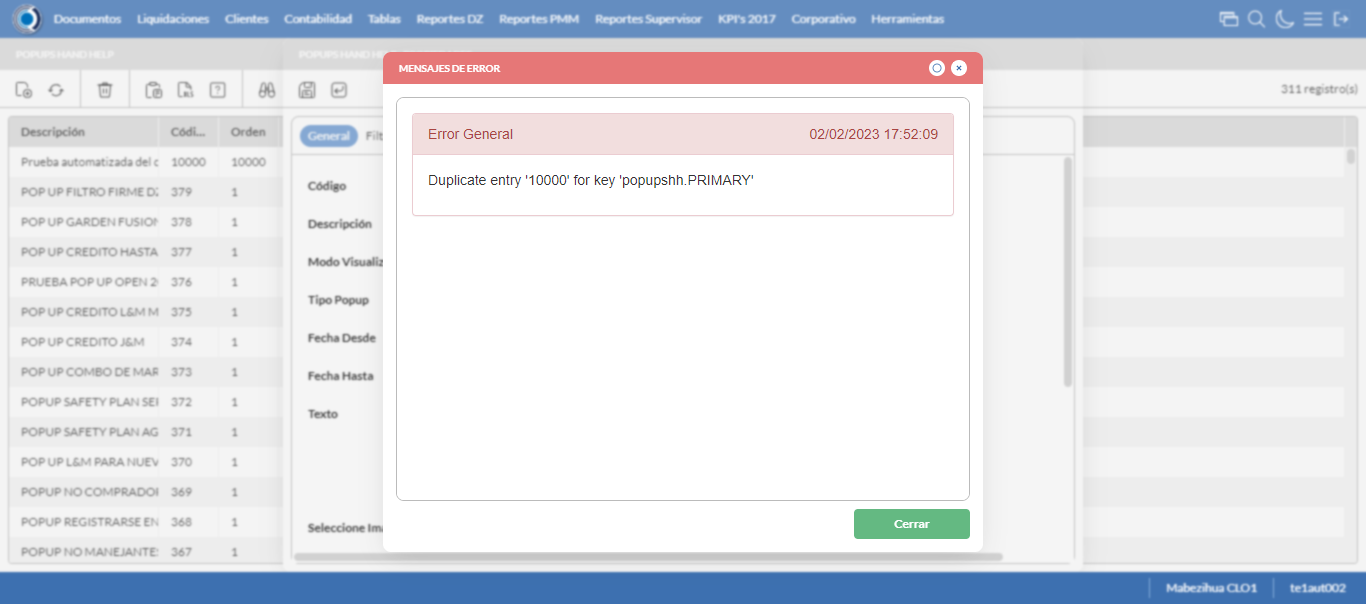 Documentos Liquidaciones Clientes Contabilidad Tablas Reportes DZ Reportes PMM Reportes Supervisor KPI's 2017 Corporativo Herramientas
POPUPS HAND HELP
POPUPS HAND
MENSAJES DE ERROR
311 registro(s)
Error General 02/02/2023 17:52:09
Duplicate entry '10000' for key 'popupshh.PRIMARY'
Cerrar
Descripción Códi... Orden
Prueba automatizada del c 10000 10000
POP UP FILTRO FIRME DZ 379 1
POP UP GARDEN FUSION 378 1
POP UP CREDITO HASTA 377 1
PRUEBA POP UP OPEN 2 376 1
POP UP CREDITO L&M M 375 1
POP UP CREDITO J&M 374 1
POP UP COMBO DE MAR 373 1
POPUP SAFETY PLAN SEI 372 1
POPUP SAFETY PLAN AG 371 1
POP UP L&M PARA NUEV 370 1
POPUP NO COMPRADOI 369 1
POPUP REGISTRARSE EN 368 1
POPUP NO MANEJANTE 367 1
General Filt
Código
Descripción
Modo Visualiz
Tipo Popup
Fecha Desde
Fecha Hasta
Texto
Seleccione Im
Mabezihua CLO1 te1aut002